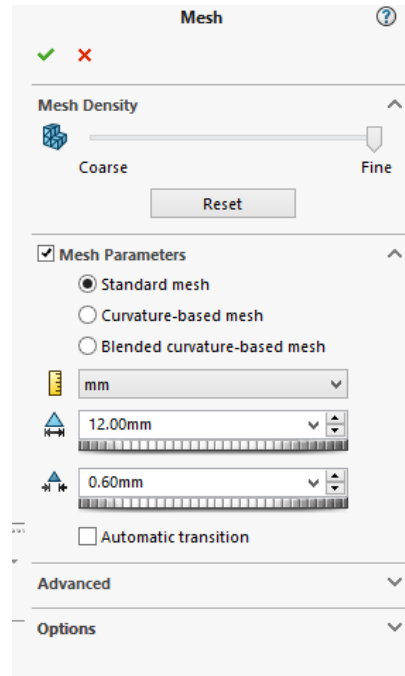 Mesh
?
Mesh Density
Coarse Fine
Reset
Mesh Parameters
Standard mesh
Curvature-based mesh
Blended curvature-based mesh
mm
12.00mm
0.60mm
Automatic transition
Advanced
Options